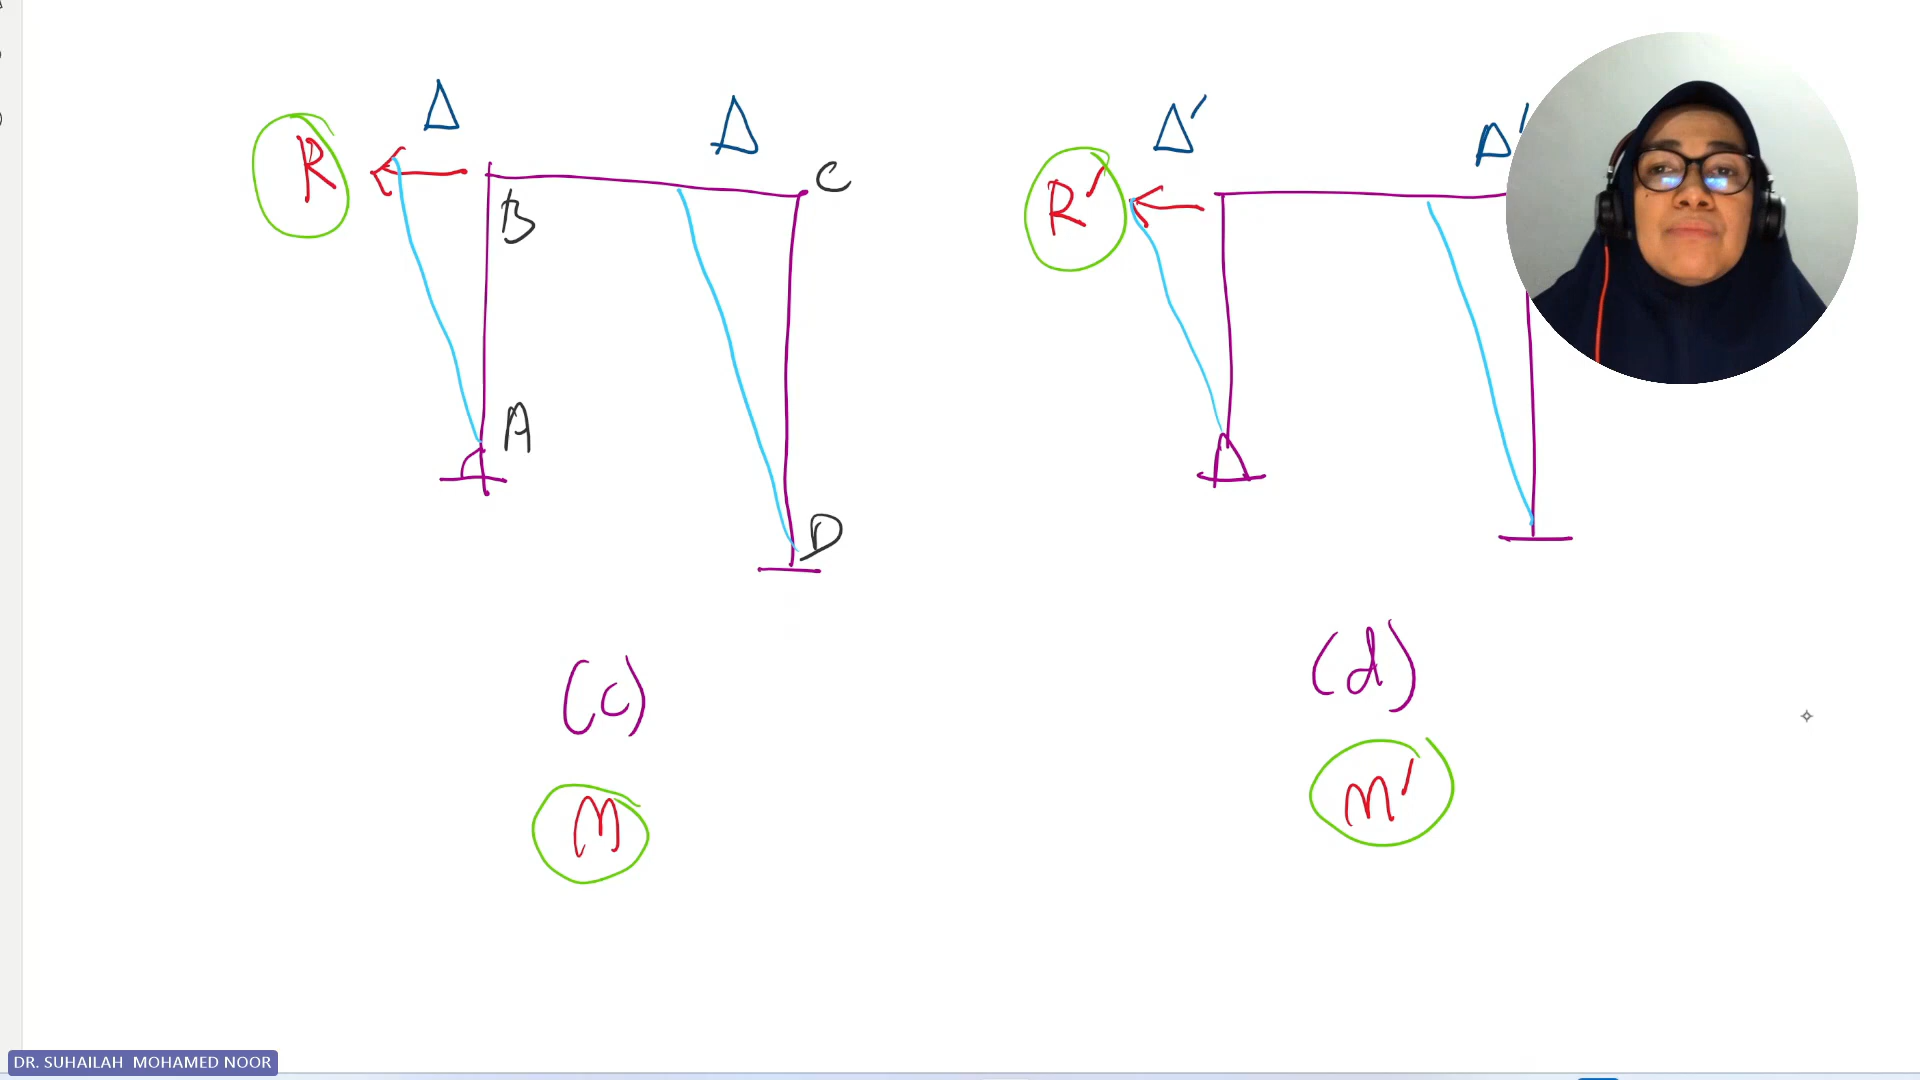 Δ
Δ
R
C
B
A
D
(c)
M
Δ'
Δ'
R'
(d)
M'
DR. SUHAILAH MOHAMED NOOR